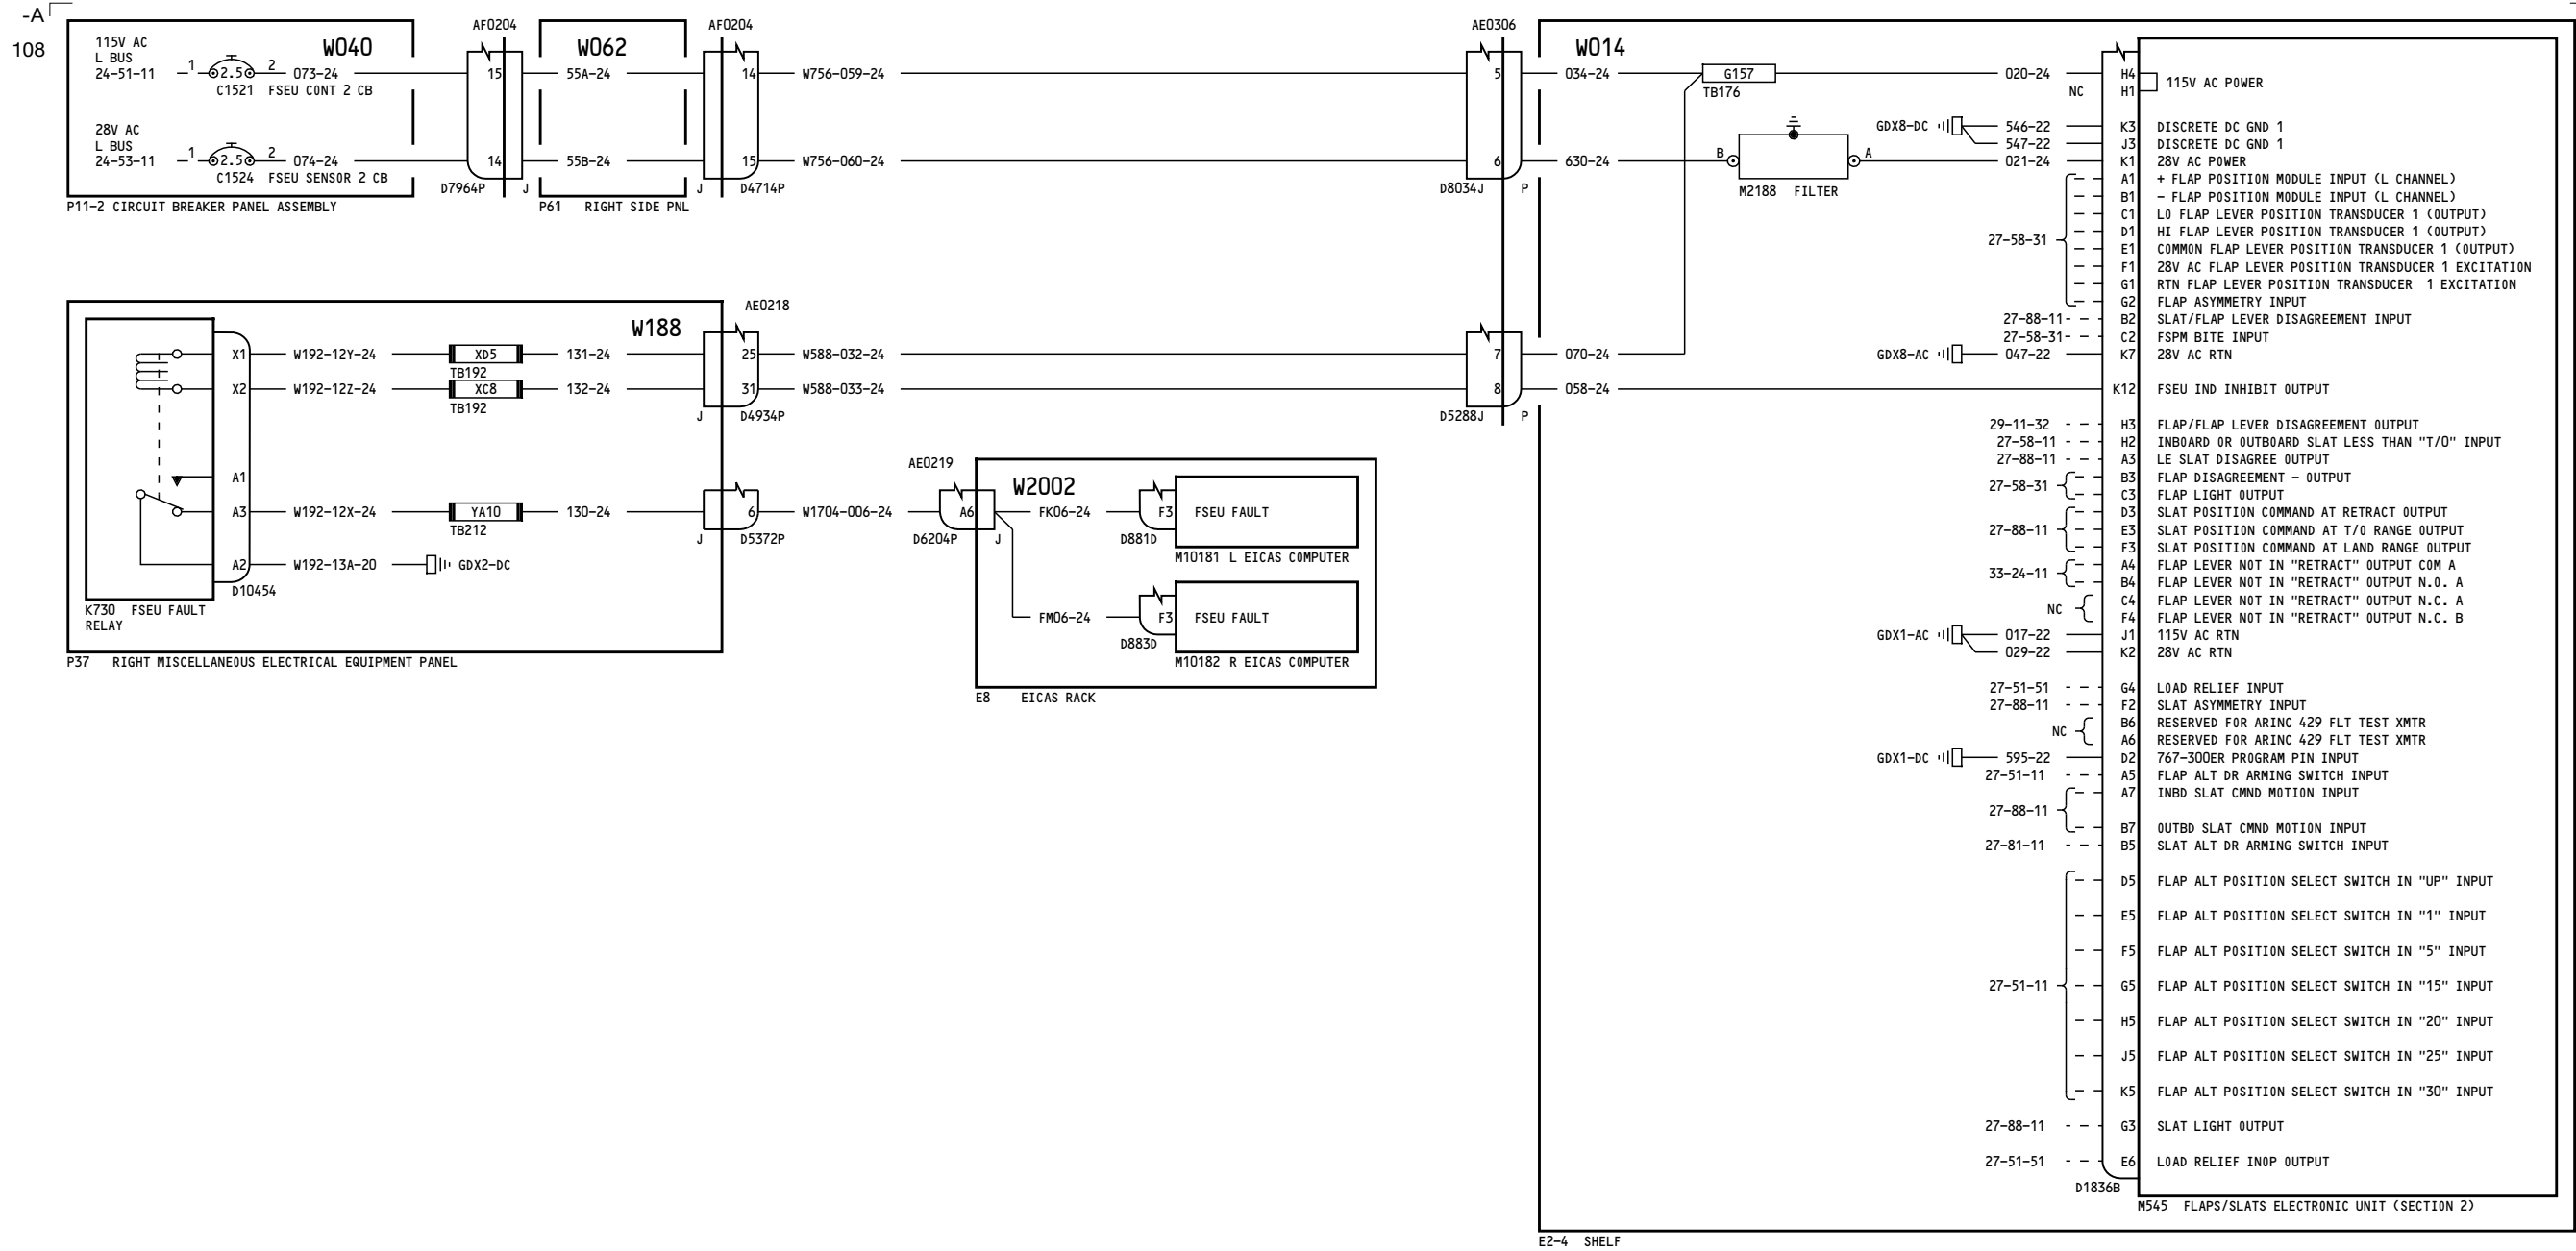 -A
108
115V AC
L BUS
24-51-11
1
2.5
2
073-24
C1521 FSEU CONT 2 CB
28V AC
L BUS
24-53-11
1
2.5
2
074-24
C1524 FSEU SENSOR 2 CB
W040
P11-2 CIRCUIT BREAKER PANEL ASSEMBLY
AF0204
15
14
D7964P
J
W062
55A-24
55B-24
P61 RIGHT SIDE PNL
AF0204
14
15
J
D4714P
W756-059-24
W756-060-24
AE0306
5
6
D8034J
P
W014
034-24
G157
TB176
020-24
630-24
B
A
M2188 FILTER
021-24
W188
X1
X2
A1
A3
A2
D10454
K730 FSEU FAULT
RELAY
W192-12Y-24
XD5
TB192
131-24
W192-12Z-24
XC8
TB192
132-24
W192-12X-24
YA10
TB212
130-24
W192-13A-20
GDX2-DC
P37 RIGHT MISCELLANEOUS ELECTRICAL EQUIPMENT PANEL
AE0218
25
31
J
D4934P
W588-032-24
W588-033-24
7
8
D5288J
P
070-24
058-24
6
J
D5372P
W1704-006-24
AE0219
A6
D6204P
J
W2002
FK06-24
F3
FSEU FAULT
D881D
M10181 L EICAS COMPUTER
FM06-24
F3
FSEU FAULT
D883D
M10182 R EICAS COMPUTER
E8 EICAS RACK
H4
NC H1
115V AC POWER
GDX8-DC 546-22 K3 DISCRETE DC GND 1
547-22 J3 DISCRETE DC GND 1
K1 28V AC POWER
A1 + FLAP POSITION MODULE INPUT (L CHANNEL)
B1 - FLAP POSITION MODULE INPUT (L CHANNEL)
C1 LO FLAP LEVER POSITION TRANSDUCER 1 (OUTPUT)
D1 HI FLAP LEVER POSITION TRANSDUCER 1 (OUTPUT)
27-58-31
E1 COMMON FLAP LEVER POSITION TRANSDUCER 1 (OUTPUT)
F1 28V AC FLAP LEVER POSITION TRANSDUCER 1 EXCITATION
G1 RTN FLAP LEVER POSITION TRANSDUCER 1 EXCITATION
G2 FLAP ASYMMETRY INPUT
27-88-11 B2 SLAT/FLAP LEVER DISAGREEMENT INPUT
27-58-31 C2 FSPM BITE INPUT
GDX8-AC 047-22 K7 28V AC RTN
K12 FSEU IND INHIBIT OUTPUT
29-11-32 H3 FLAP/FLAP LEVER DISAGREEMENT OUTPUT
27-58-11 H2 INBOARD OR OUTBOARD SLAT LESS THAN "T/O" INPUT
27-88-11 A3 LE SLAT DISAGREE OUTPUT
B3 FLAP DISAGREEMENT - OUTPUT
27-58-31
C3 FLAP LIGHT OUTPUT
D3 SLAT POSITION COMMAND AT RETRACT OUTPUT
27-88-11 E3 SLAT POSITION COMMAND AT T/O RANGE OUTPUT
F3 SLAT POSITION COMMAND AT LAND RANGE OUTPUT
A4 FLAP LEVER NOT IN "RETRACT" OUTPUT COM A
33-24-11
B4 FLAP LEVER NOT IN "RETRACT" OUTPUT N.O. A
C4 FLAP LEVER NOT IN "RETRACT" OUTPUT N.C. A
NC
F4 FLAP LEVER NOT IN "RETRACT" OUTPUT N.C. B
GDX1-AC 017-22 J1 115V AC RTN
029-22 K2 28V AC RTN
27-51-51 G4 LOAD RELIEF INPUT
27-88-11 F2 SLAT ASYMMETRY INPUT
B6 RESERVED FOR ARINC 429 FLT TEST XMTR
NC
A6 RESERVED FOR ARINC 429 FLT TEST XMTR
GDX1-DC 595-22 D2 767-300ER PROGRAM PIN INPUT
27-51-11 A5 FLAP ALT DR ARMING SWITCH INPUT
A7 INBD SLAT CMND MOTION INPUT
27-88-11
B7 OUTBD SLAT CMND MOTION INPUT
27-81-11 B5 SLAT ALT DR ARMING SWITCH INPUT
D5 FLAP ALT POSITION SELECT SWITCH IN "UP" INPUT
E5 FLAP ALT POSITION SELECT SWITCH IN "1" INPUT
F5 FLAP ALT POSITION SELECT SWITCH IN "5" INPUT
27-51-11 G5 FLAP ALT POSITION SELECT SWITCH IN "15" INPUT
H5 FLAP ALT POSITION SELECT SWITCH IN "20" INPUT
J5 FLAP ALT POSITION SELECT SWITCH IN "25" INPUT
K5 FLAP ALT POSITION SELECT SWITCH IN "30" INPUT
27-88-11 G3 SLAT LIGHT OUTPUT
27-51-51 E6 LOAD RELIEF INOP OUTPUT
D1836B
M545 FLAPS/SLATS ELECTRONIC UNIT (SECTION 2)
E2-4 SHELF